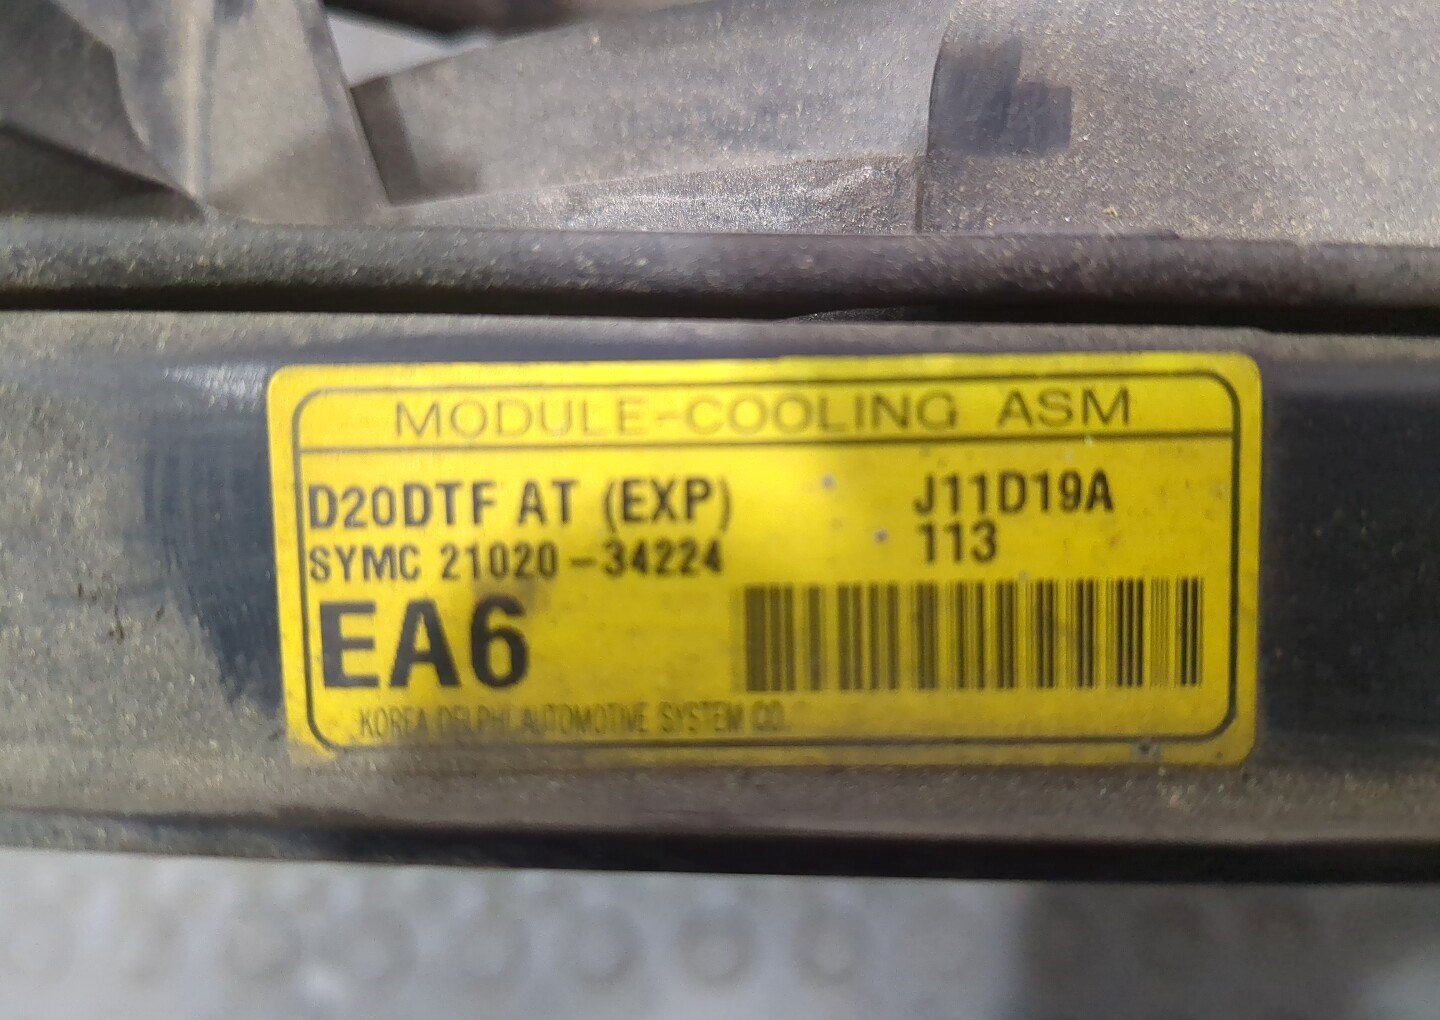 MODULE-COOLING ASM
D20DTF AT (EXP) J11D19A
SYMC 21020-34224 113
EA6
KOREA DELPHI AUTOMOTIVE SYSTEM CO.